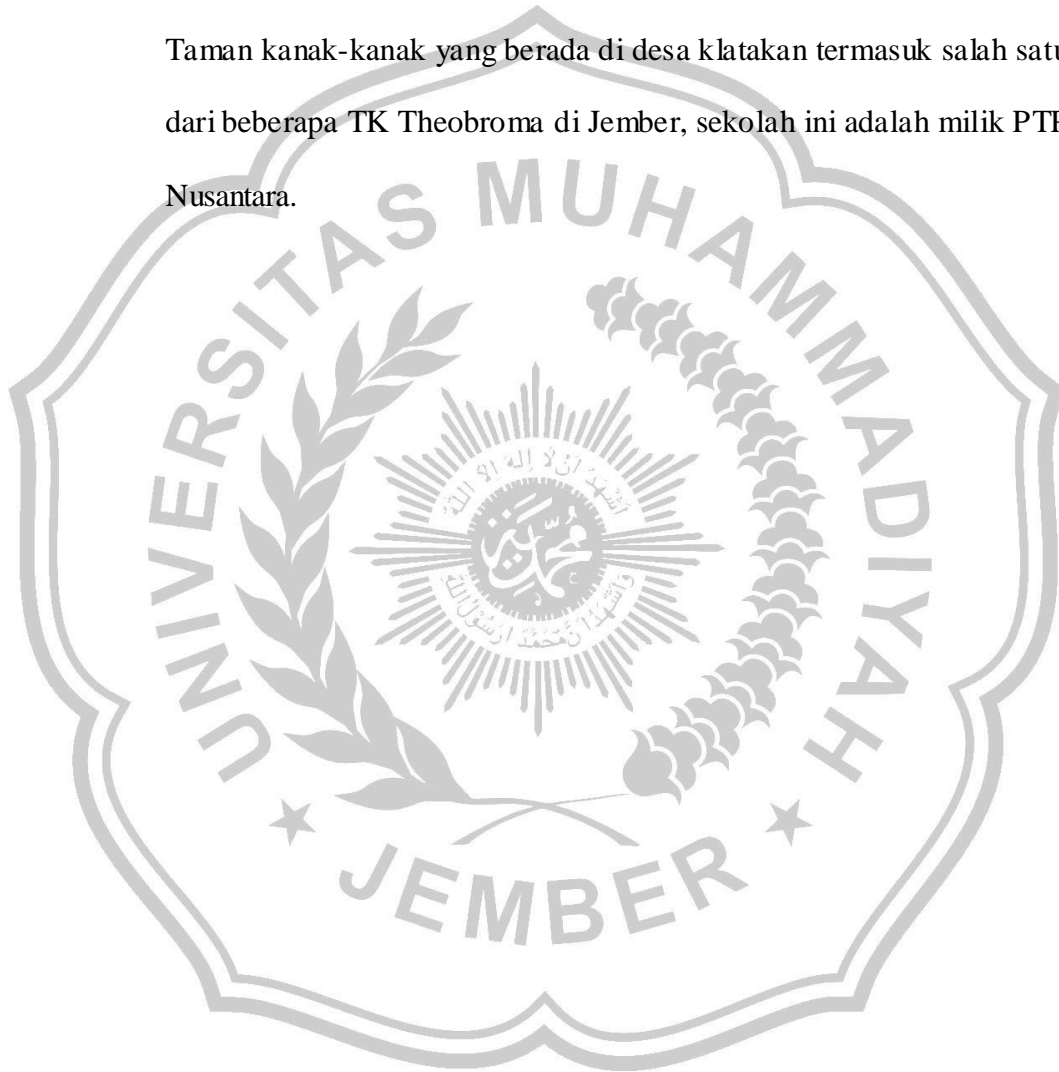 Taman kanak-kanak yang berada di desa klatakan termasuk salah satu
dari beberapa TK Theobroma di Jember, sekolah ini adalah milik
Nusantara.
UNIVERSITAS MUHAMMADIYAH
★ JEMBER ★